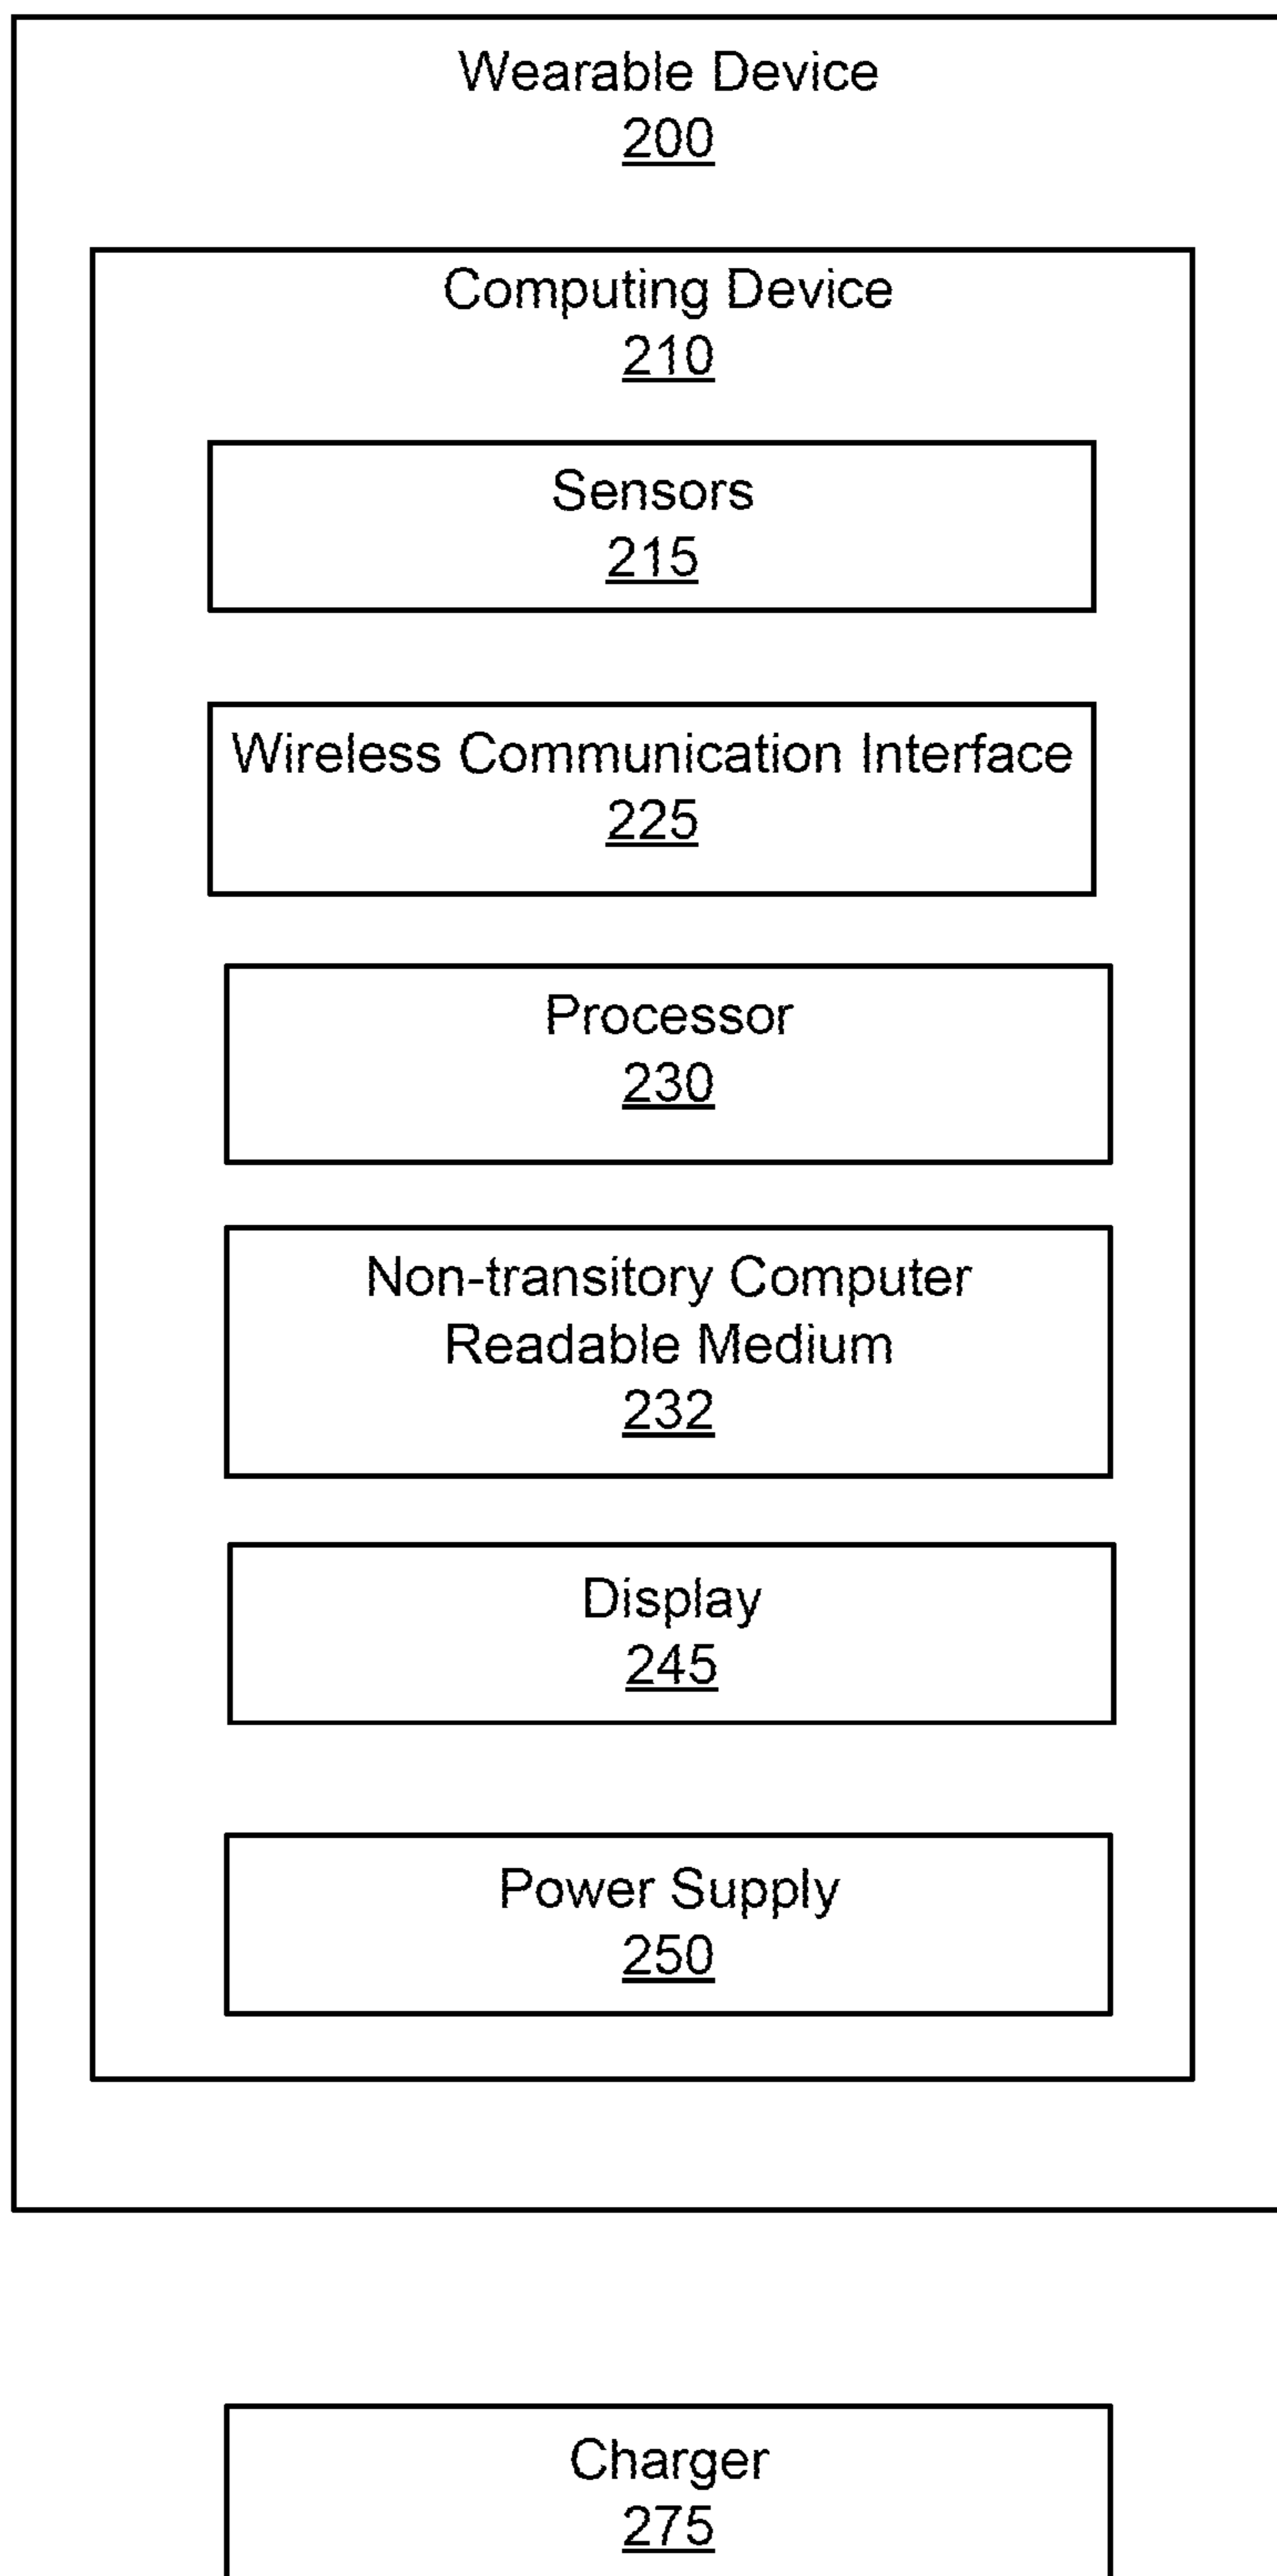 Wearable Device
200
Computing Device
210
Sensors
215
Wireless Communication Interface
225
Processor
230
Non-transitory Computer
Readable Medium
232
Display
245
Power Supply
250
Charger
275